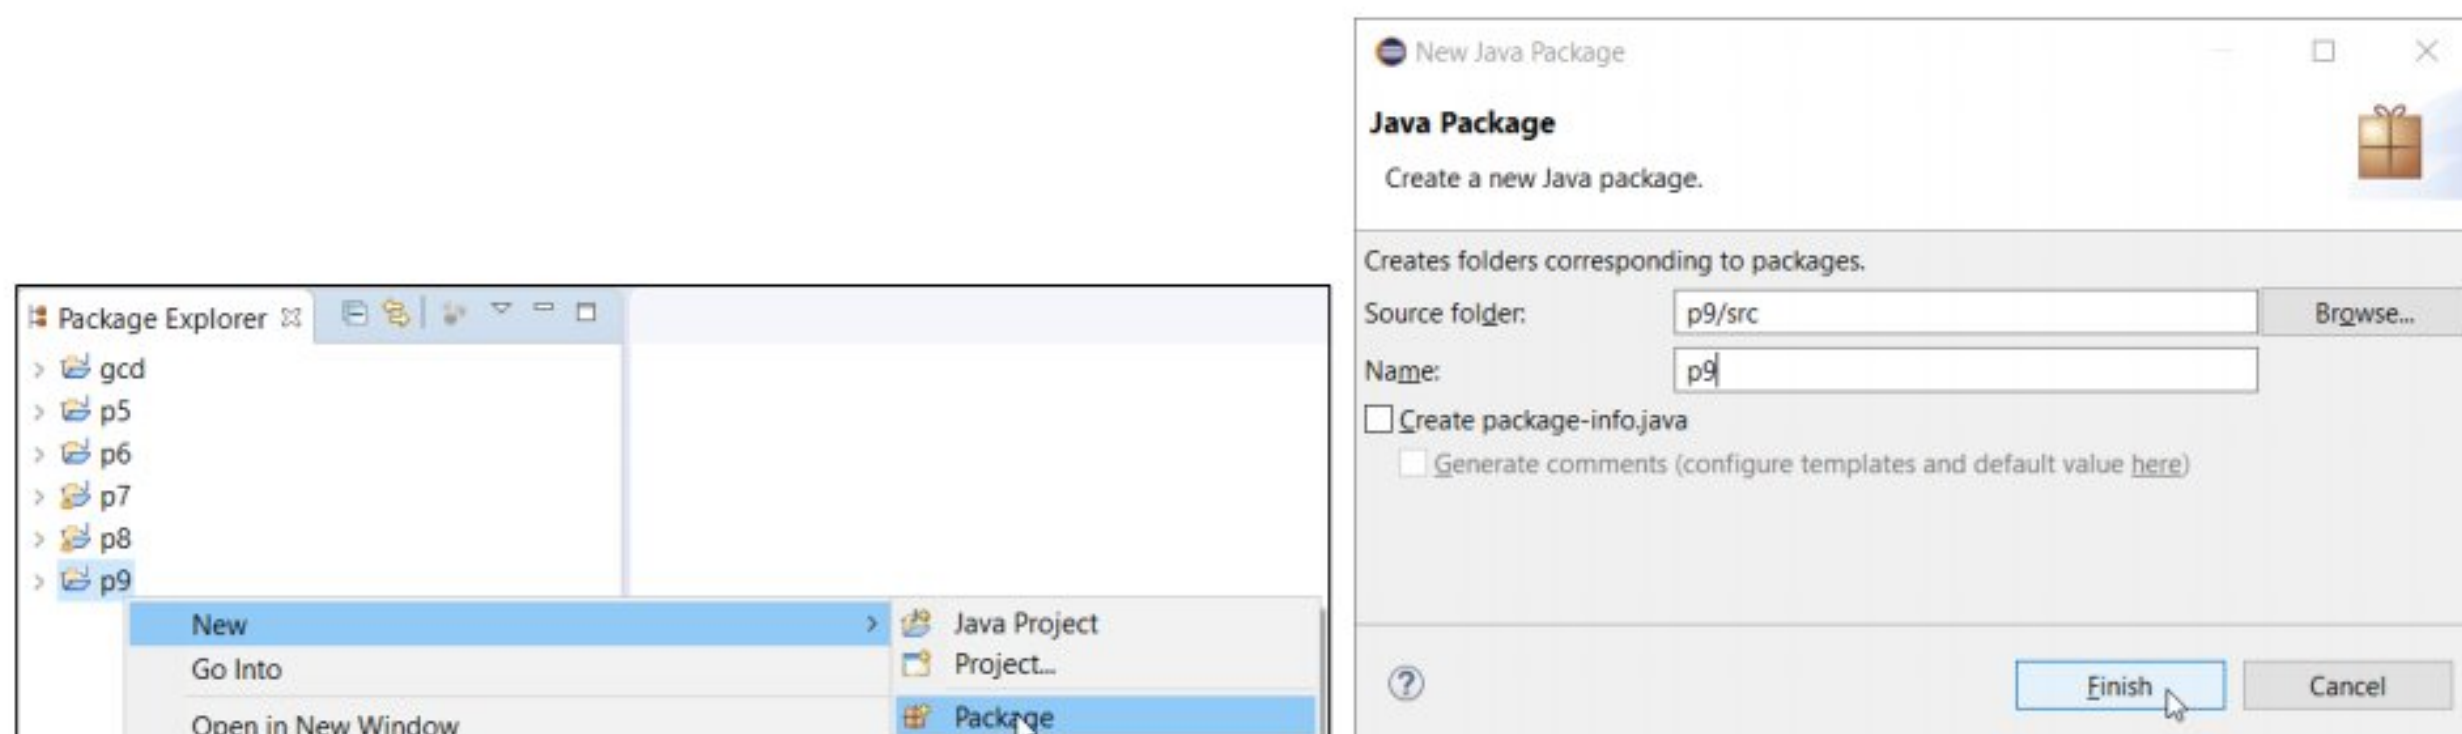 Package Explorer
gcd
p5
p6
p7
p8
p9
New
Go Into
Open in New Window
Java Project
Project...
Package
New Java Package
Java Package
Create a new Java package.
Creates folders corresponding to packages.
Source folder: p9/src Browse...
Name: p9
Create package-info.java
Generate comments (configure templates and default value here)
Finish Cancel